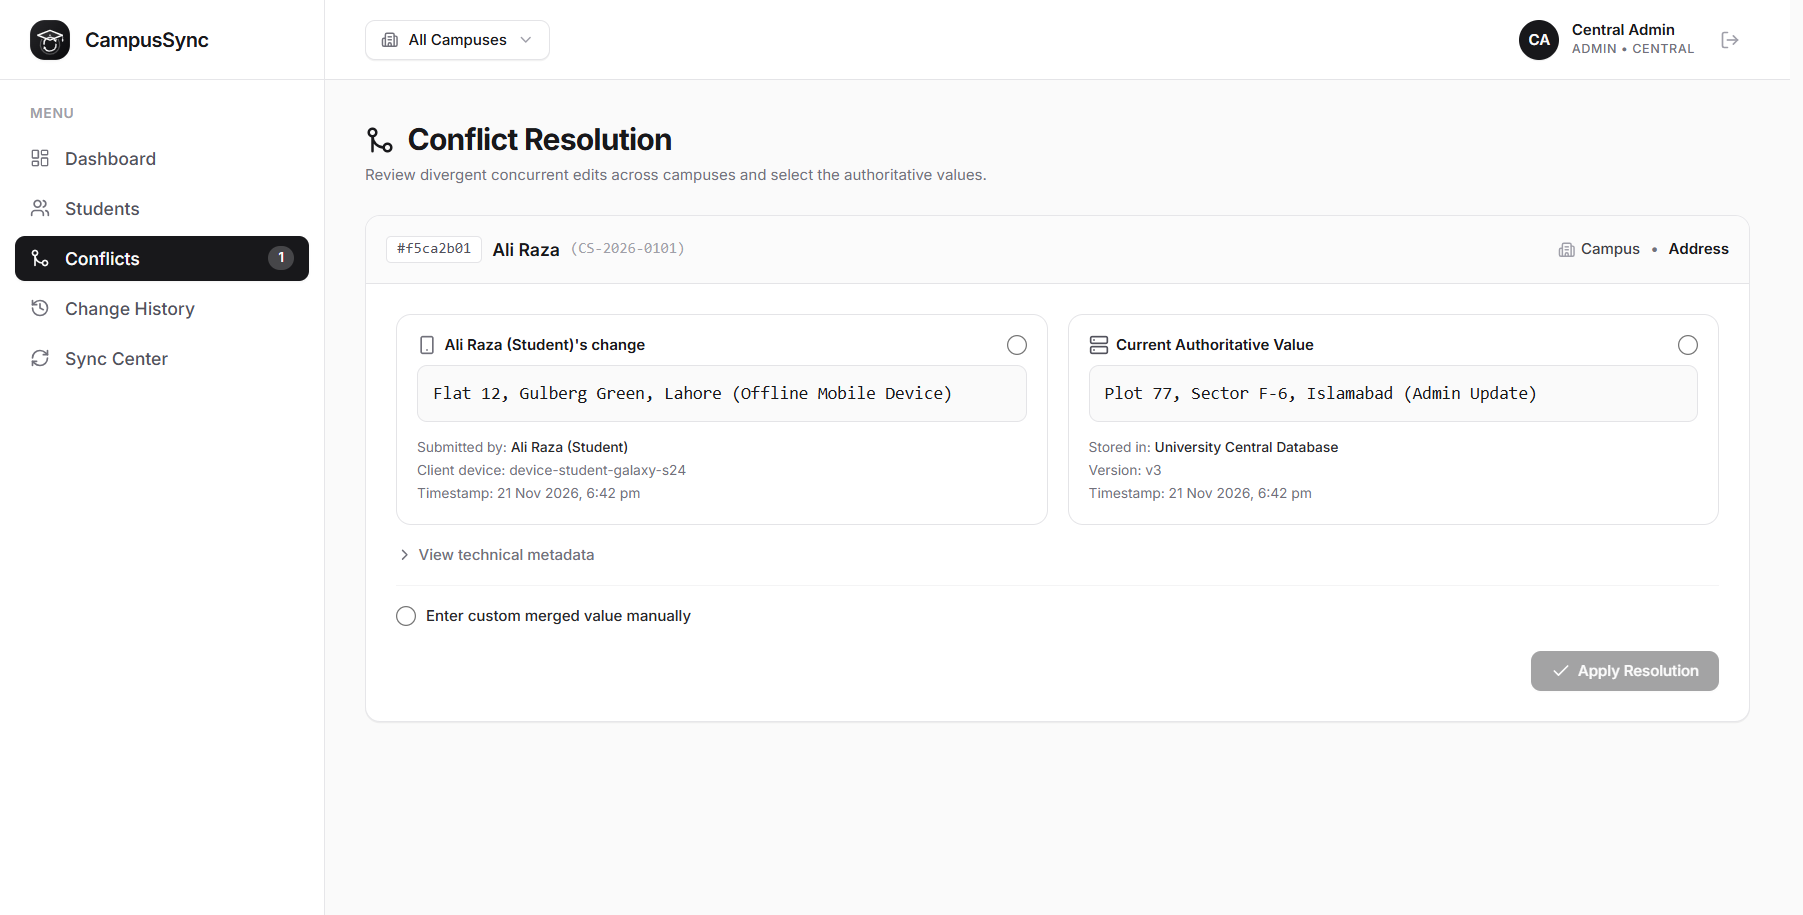 CampusSync
All Campuses
CA
Central Admin
ADMIN • CENTRAL
MENU
Dashboard
Students
Conflicts 1
Change History
Sync Center
Conflict Resolution
Review divergent concurrent edits across campuses and select the authoritative values.
#f5ca2b01 Ali Raza (CS-2026-0101)
Campus • Address
Ali Raza (Student)'s change
Flat 12, Gulberg Green, Lahore (Offline Mobile Device)
Submitted by: Ali Raza (Student)
Client device: device-student-galaxy-s24
Timestamp: 21 Nov 2026, 6:42 pm
Current Authoritative Value
Plot 77, Sector F-6, Islamabad (Admin Update)
Stored in: University Central Database
Version: v3
Timestamp: 21 Nov 2026, 6:42 pm
View technical metadata
Enter custom merged value manually
Apply Resolution